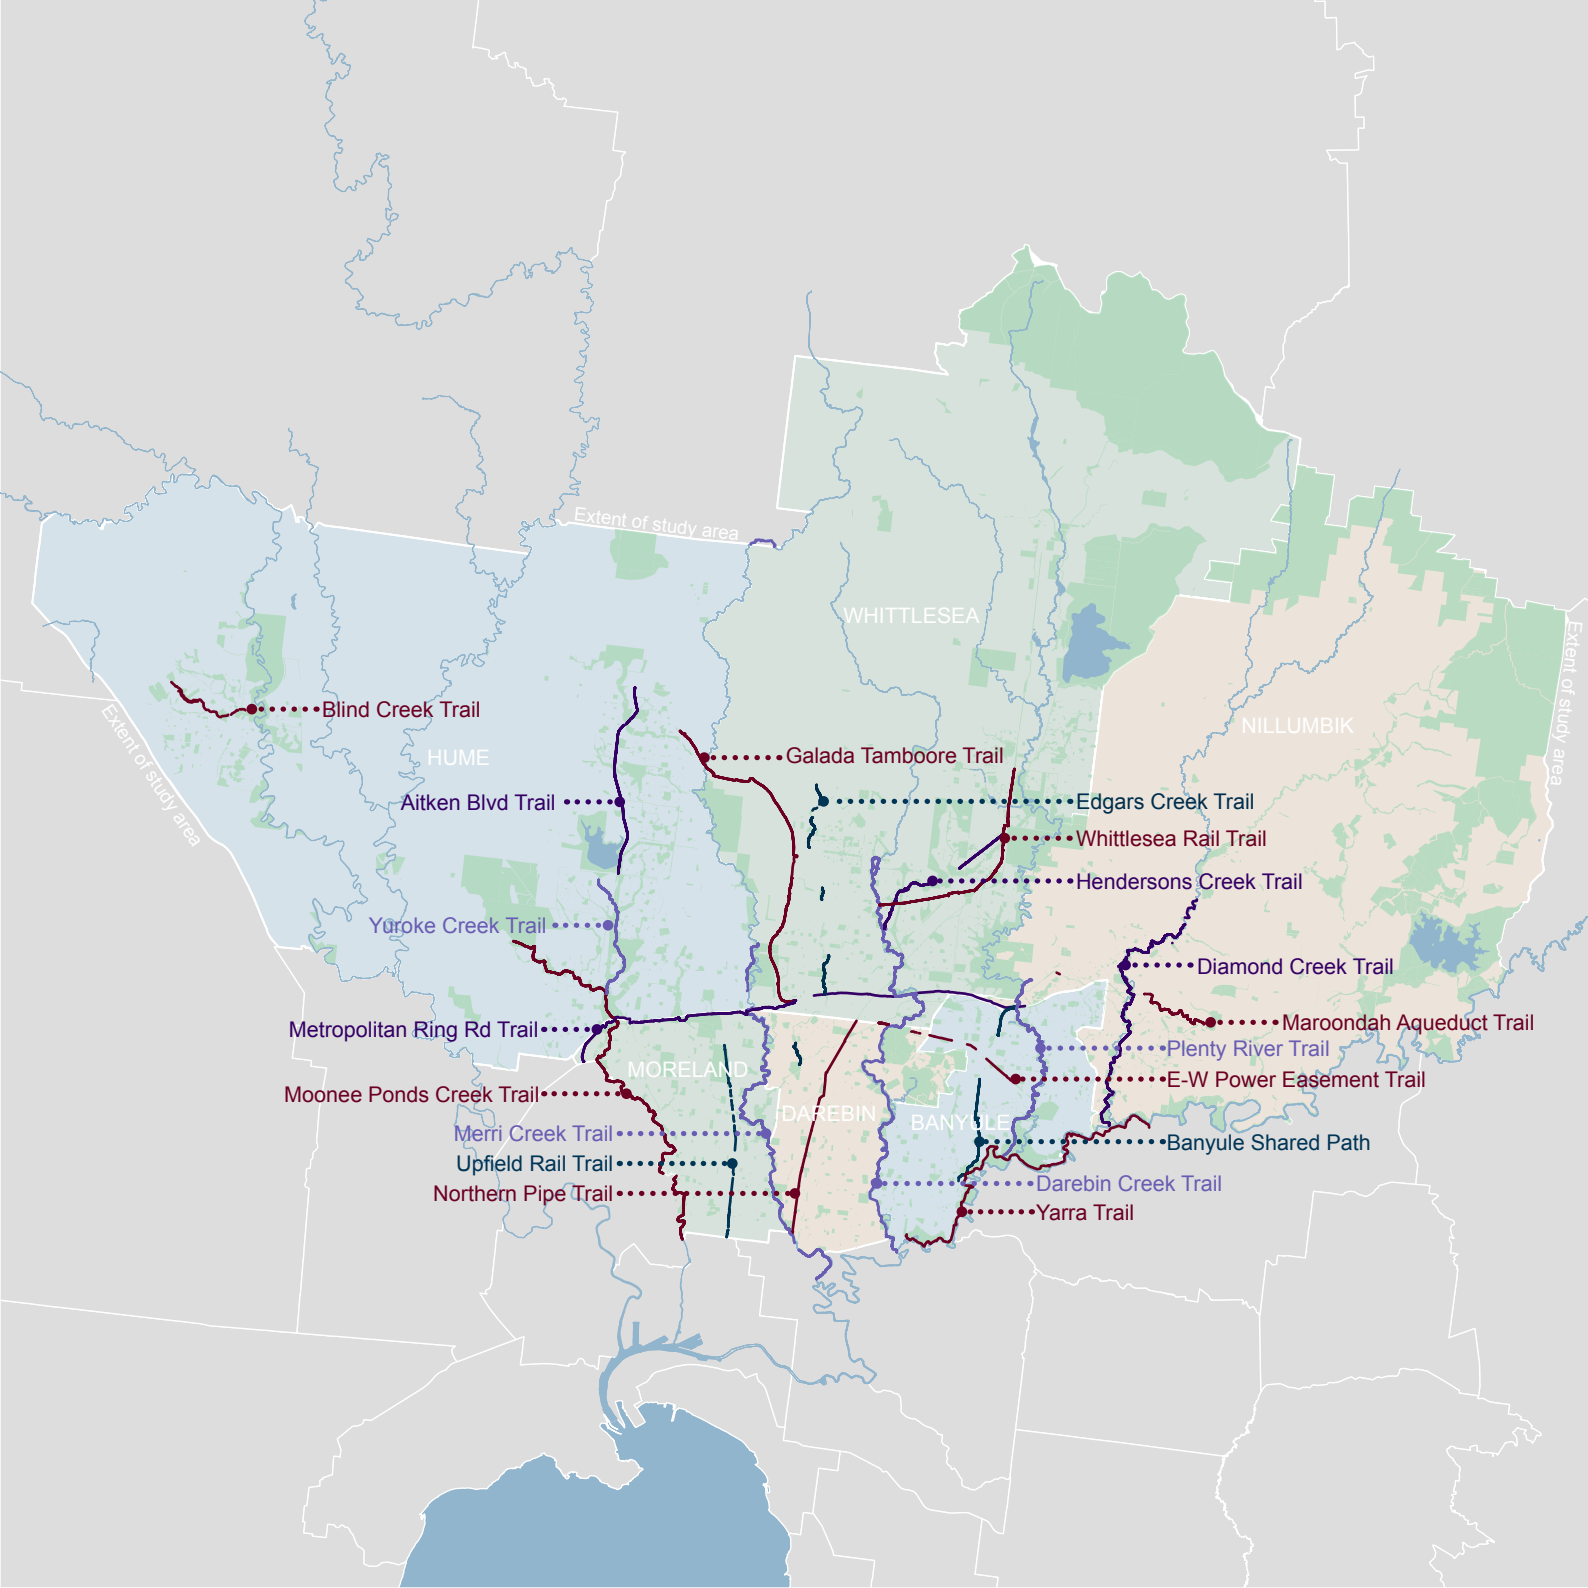 Extent of study area
WHITTLESEA
Extent of study area
Blind Creek Trail
Extent of study area
NILLUMBIK
HUME
Galada Tamboore Trail
Aitken Blvd Trail
Edgars Creek Trail
Whittlesea Rail Trail
Hendersons Creek Trail
Yuroke Creek Trail
Diamond Creek Trail
Metropolitan Ring Rd Trail
Maroondah Aqueduct Trail
Plenty River Trail
MORELAND
E-W Power Easement Trail
Moonee Ponds Creek Trail
DAREBIN
BANYULE
Merri Creek Trail
Banyule Shared Path
Upfield Rail Trail
Darebin Creek Trail
Northern Pipe Trail
Yarra Trail